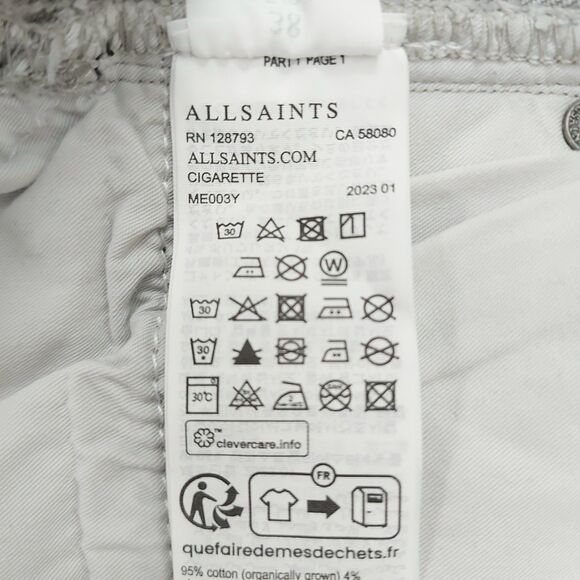 38
PART 1 PAGE 1
ALLSAINTS
RN 128793 CA 58080
ALLSAINTS.COM
CIGARETTE
ME003Y 2023 01
30
W
30
30
30°C
clevercare.info
FR
quefairedemesdechets.fr
95% cotton (organically grown) 4%